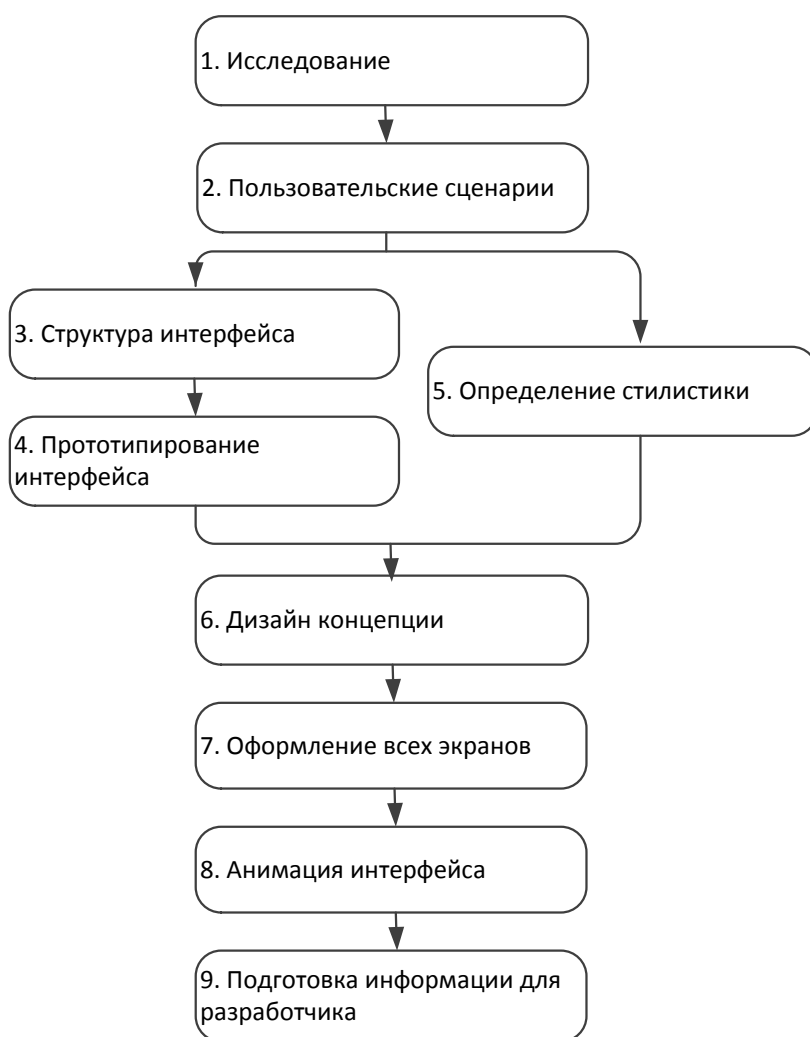 1. Исследование
2. Пользовательские сценарии
3. Структура интерфейса
4. Прототипирование
интерфейса
5. Определение стилистики
6. Дизайн концепции
7. Оформление всех экранов
8. Анимация интерфейса
9. Подготовка информации для
разработчика